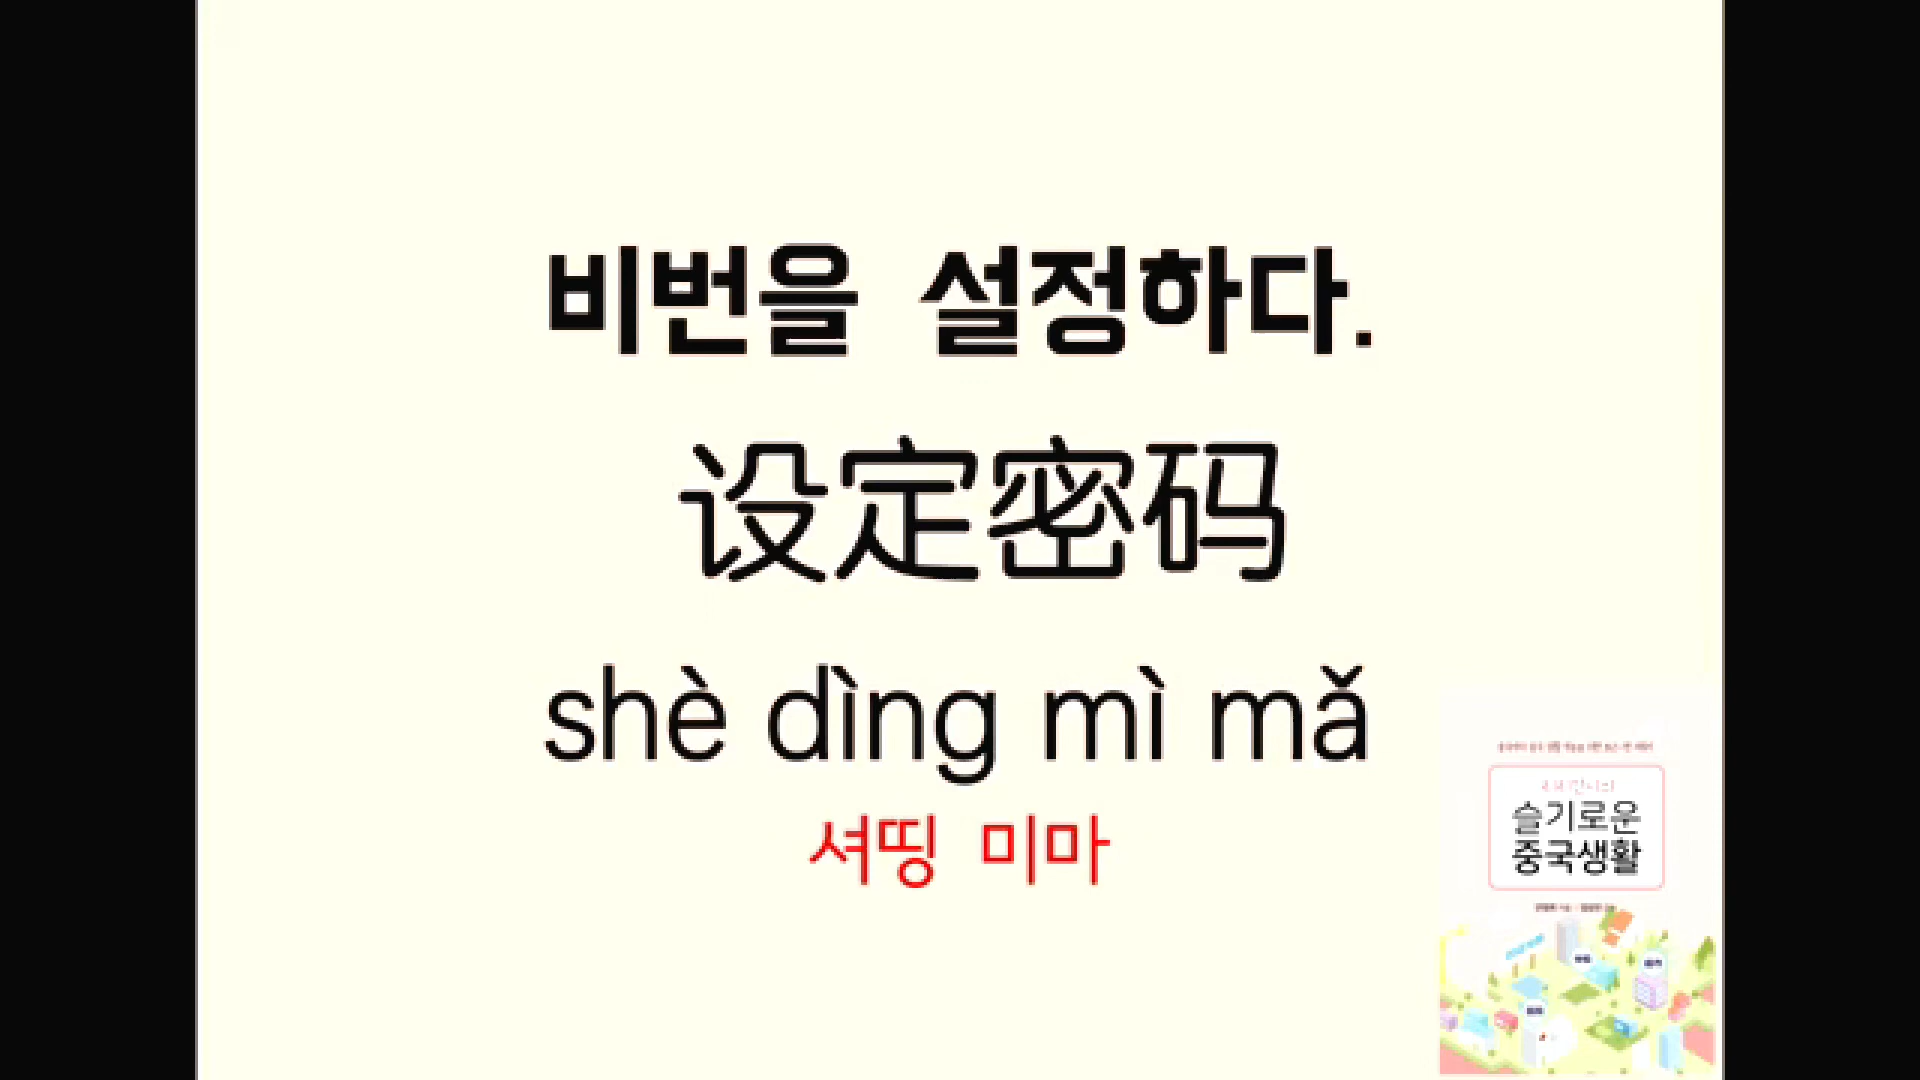 비번을 설정하다.
设定密码
shè dìng mì mǎ
셔띵 미마
슬기로운
중국생활